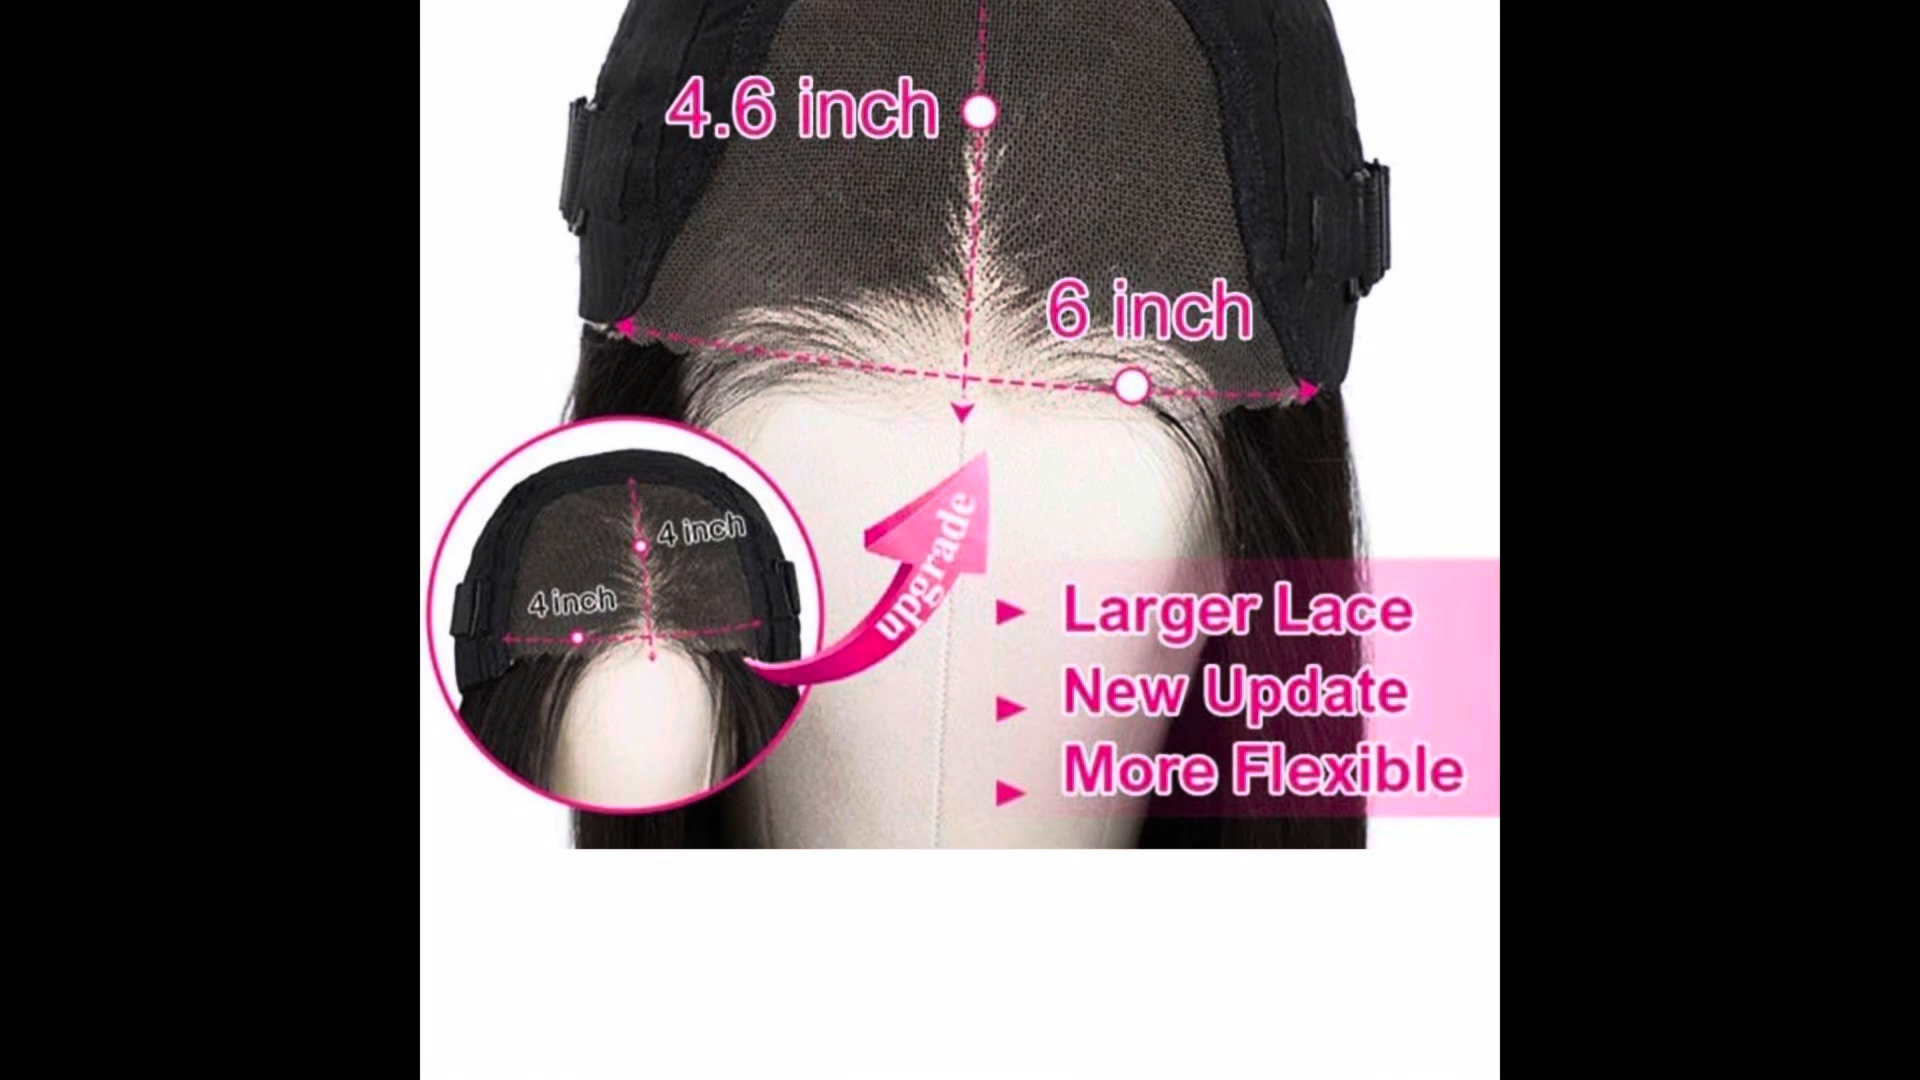 4.6 inch
6 inch
4 inch
4 inch
upgrade
Larger Lace
New Update
More Flexible